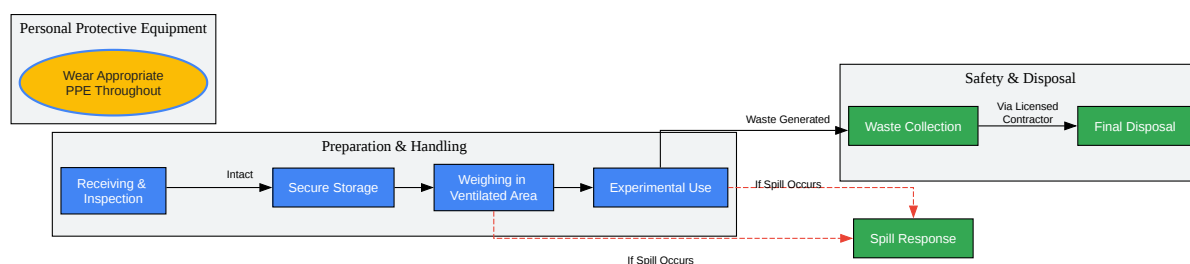 Personal Protective Equipment
Wear Appropriate
PPE Throughout
Safety & Disposal
Waste Generated
Waste Collection
Via Licensed
Contractor
Final Disposal
Preparation & Handling
Receiving &
Inspection
Intact
Secure Storage
Weighing in
Ventilated Area
Experimental Use
If Spill Occurs
Spill Response
If Spill Occurs